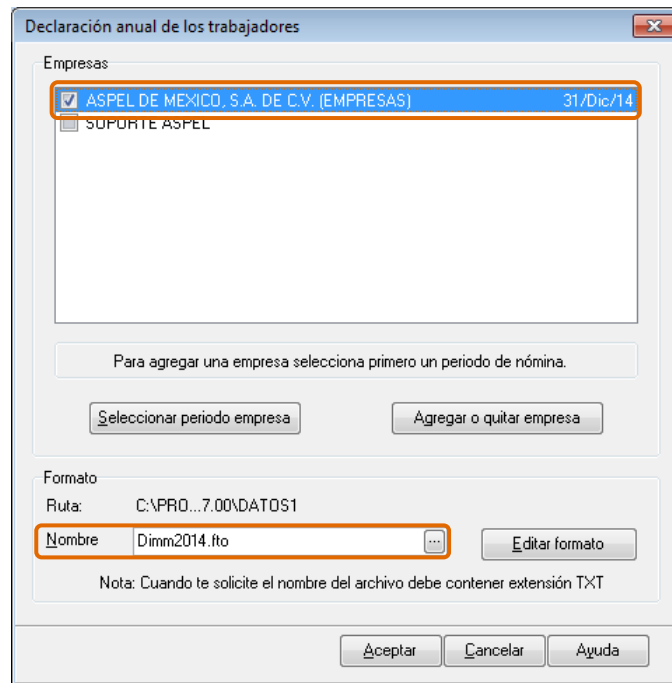 Declaración anual de los trabajadores
Empresas
ASPEL DE MEXICO, S.A. DE C.V. (EMPRESAS) 31/Dic/14
SUPORTE ASPEL
Para agregar una empresa selecciona primero un periodo de nómina.
Seleccionar periodo empresa Agregar o quitar empresa
Formato
Ruta: C:\PRO...7.00\DATOS1
Nombre Dimm2014.fto ... Editar formato
Nota: Cuando te solicite el nombre del archivo debe contener extensión TXT
Aceptar Cancelar Ayuda